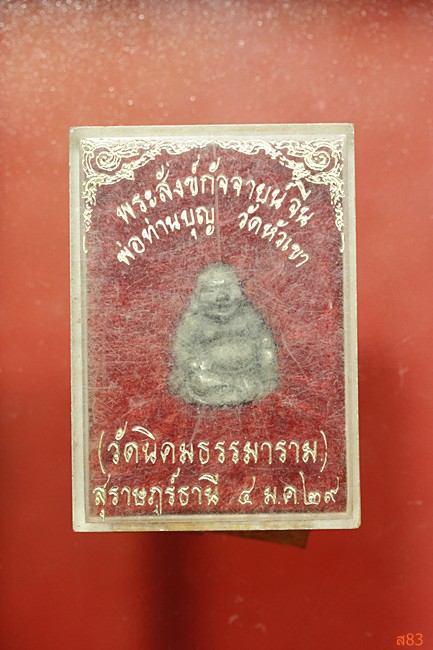 พระสังข์กัจจายน์จีน
พ่อท่านบุญ วัดหัวเขา
(วัดนิคมธรรมาราม)
สุราษฎร์ธานี ๔ ม.ค ๒๙
ส83